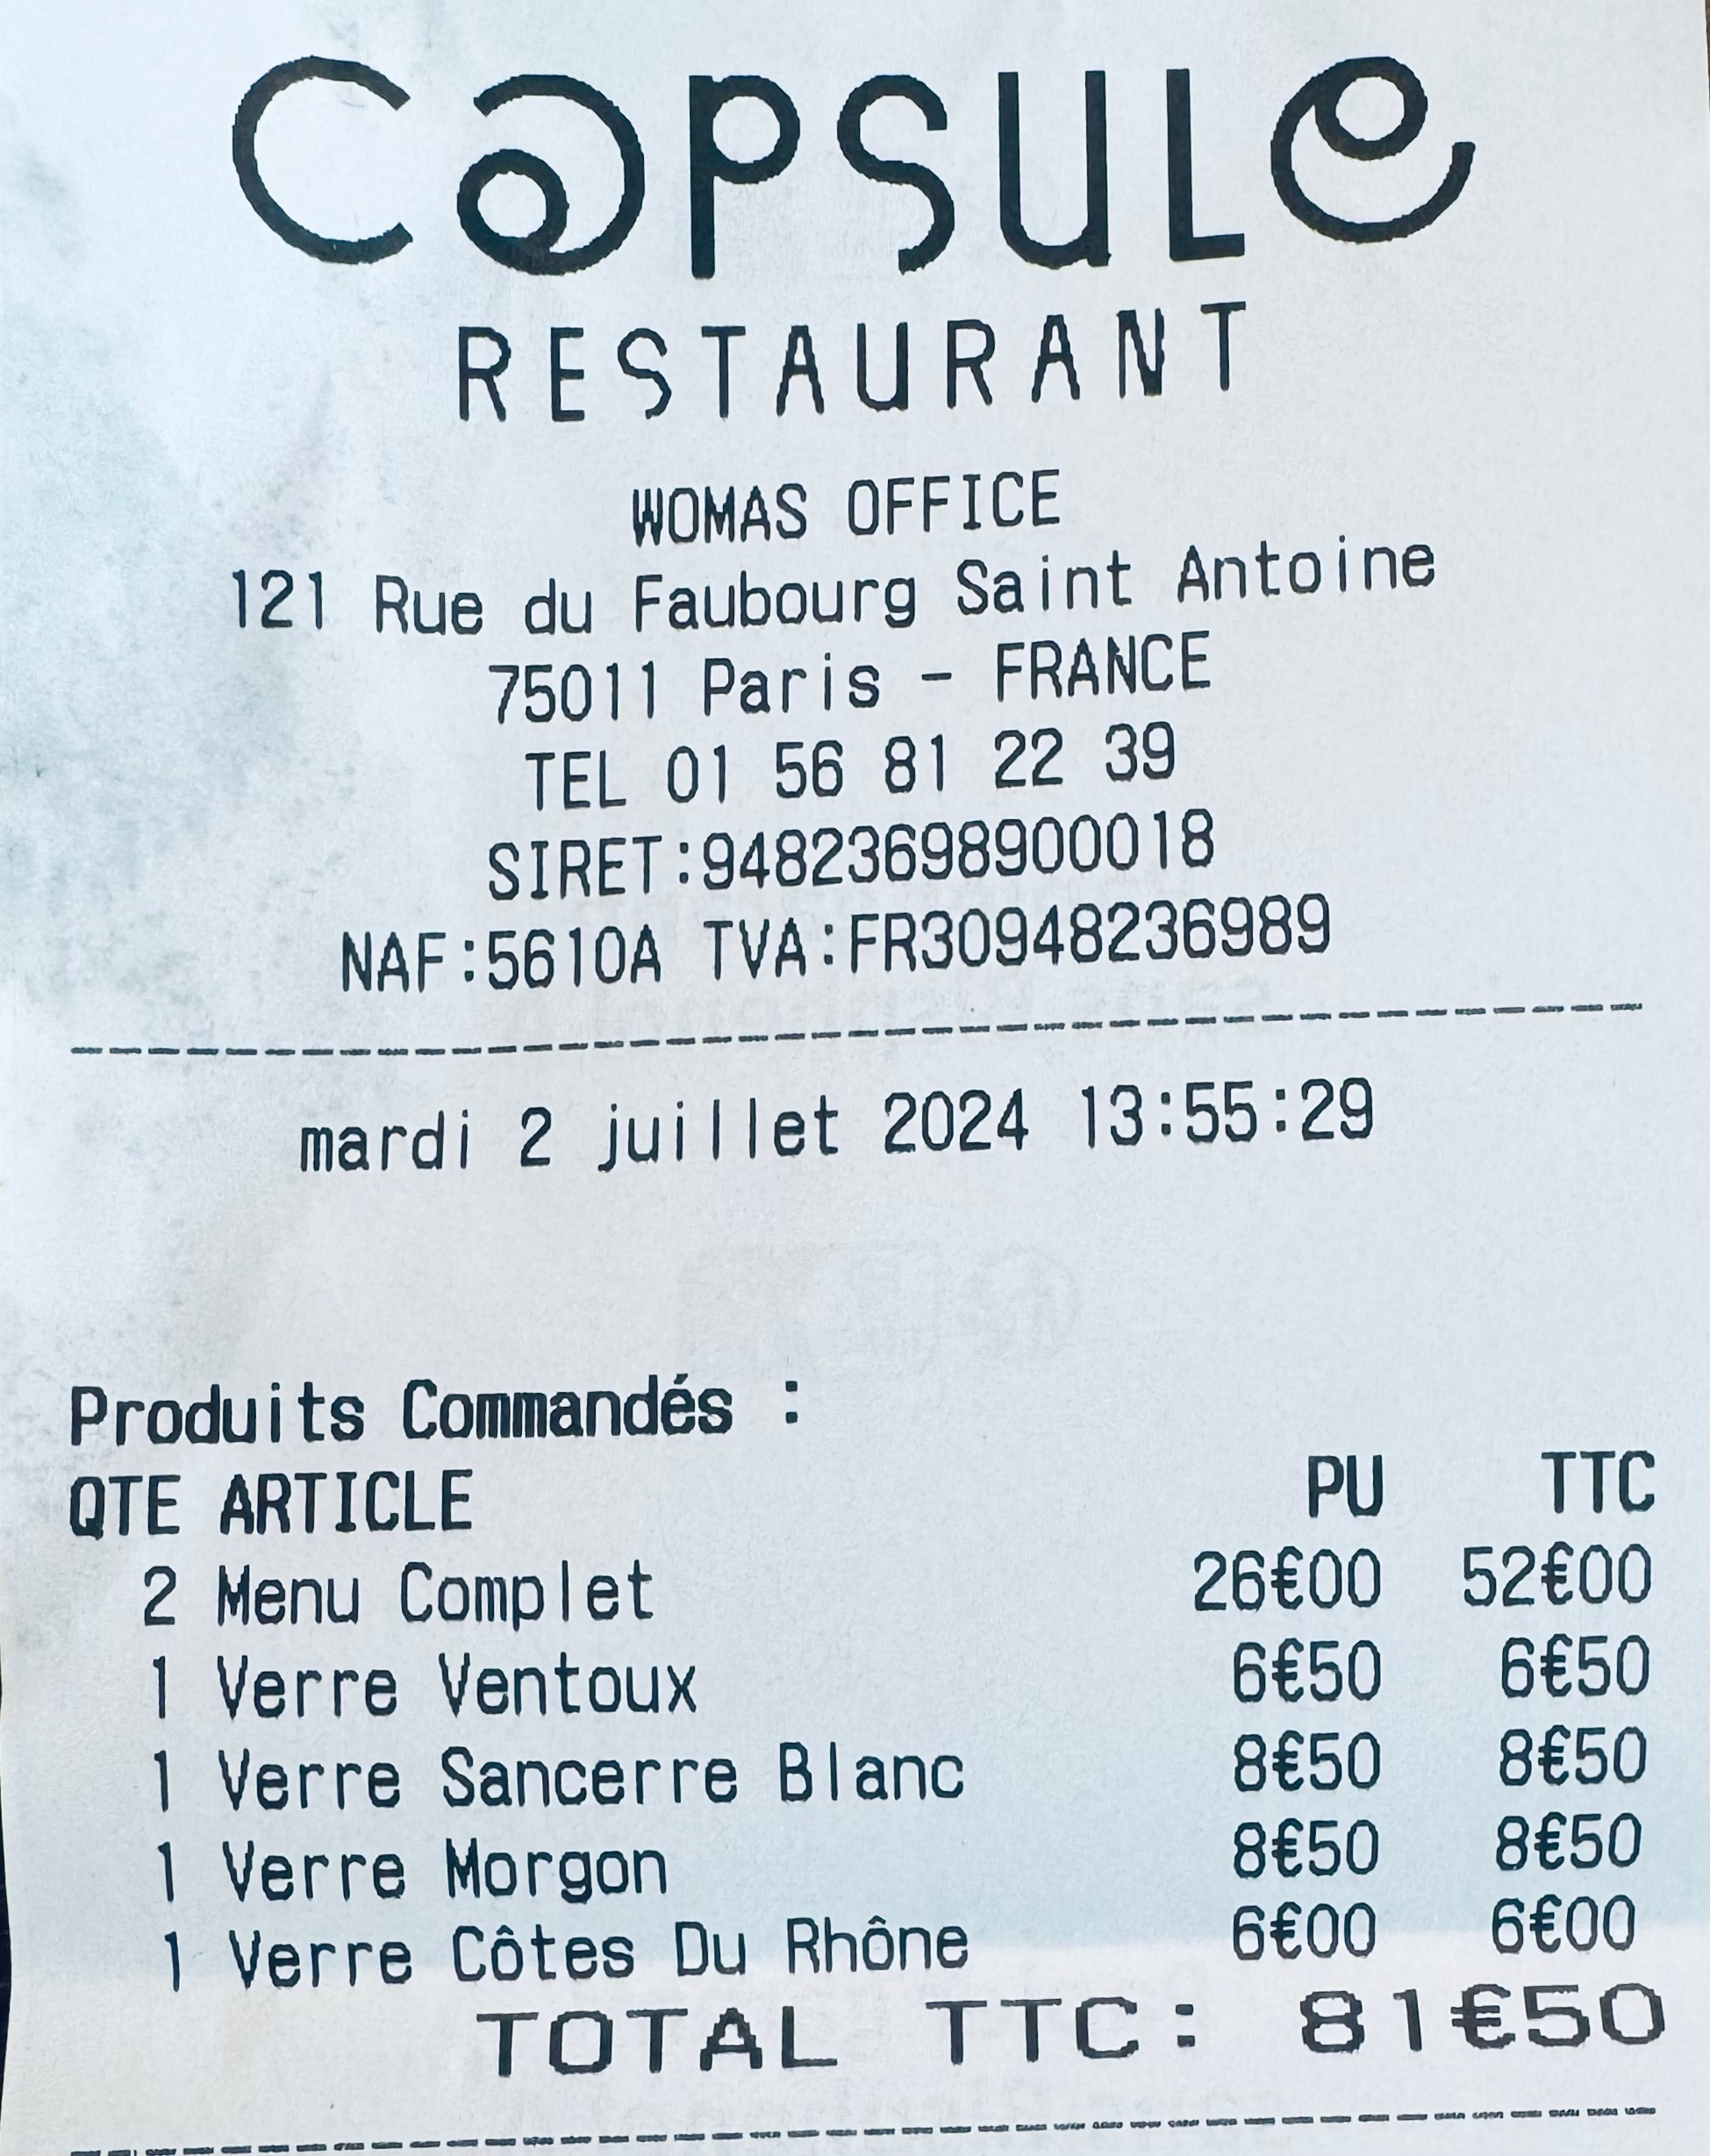 CAPSULE
RESTAURANT
WOMAS OFFICE
121 Rue du Faubourg Saint Antoine
75011 Paris - FRANCE
TEL 01 56 81 22 39
SIRET:94823698900018
NAF:5610A TVA:FR30948236989
mardi 2 juillet 2024 13:55:29
Produits Commandés :
QTE ARTICLE PU TTC
2 Menu Complet 26€00 52€00
1 Verre Ventoux 6€50 6€50
1 Verre Sancerre Blanc 8€50 8€50
1 Verre Morgon 8€50 8€50
1 Verre Côtes Du Rhône 6€00 6€00
TOTAL TTC: 81€50